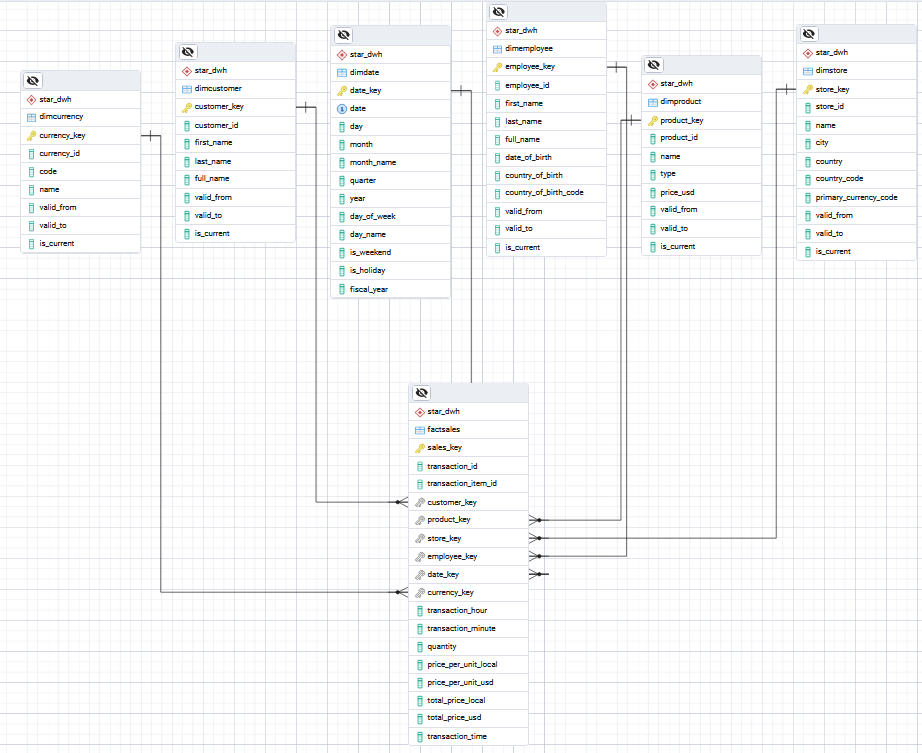 star_dwh
dimcurrency
currency_key
currency_id
code
name
valid_from
valid_to
is_current
star_dwh
dimcustomer
customer_key
customer_id
first_name
last_name
full_name
valid_from
valid_to
is_current
star_dwh
dimdate
date_key
date
day
month
month_name
quarter
year
day_of_week
day_name
is_weekend
is_holiday
fiscal_year
star_dwh
dimemployee
employee_key
employee_id
first_name
last_name
full_name
date_of_birth
country_of_birth
country_of_birth_code
valid_from
valid_to
is_current
star_dwh
dimproduct
product_key
product_id
name
type
price_usd
valid_from
valid_to
is_current
star_dwh
dimstore
store_key
store_id
name
city
country
country_code
primary_currency_code
valid_from
valid_to
is_current
star_dwh
factsales
sales_key
transaction_id
transaction_item_id
customer_key
product_key
store_key
employee_key
date_key
currency_key
transaction_hour
transaction_minute
quantity
price_per_unit_local
price_per_unit_usd
total_price_local
total_price_usd
transaction_time